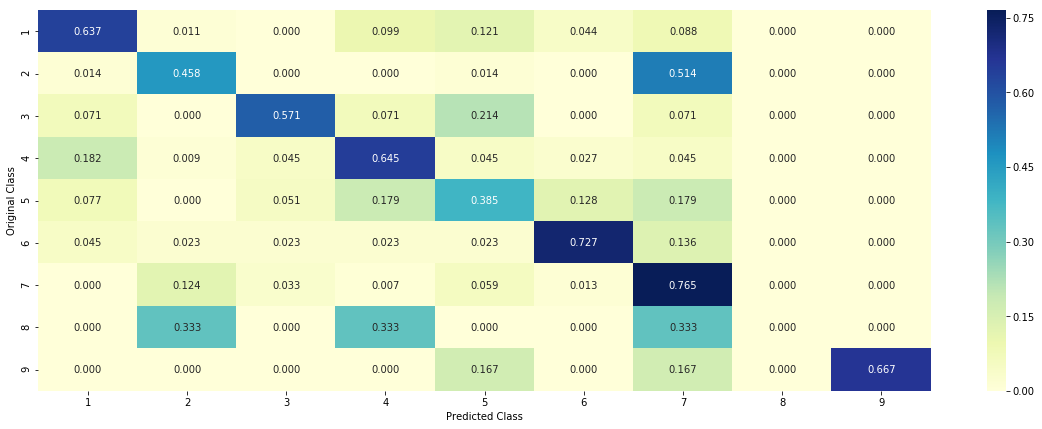 1 0.637 0.011 0.000 0.099 0.121 0.044 0.088 0.000 0.000
2 0.014 0.458 0.000 0.000 0.014 0.000 0.514 0.000 0.000
3 0.071 0.000 0.571 0.071 0.214 0.000 0.071 0.000 0.000
4 0.182 0.009 0.045 0.645 0.045 0.027 0.045 0.000 0.000
5 0.077 0.000 0.051 0.179 0.385 0.128 0.179 0.000 0.000
6 0.045 0.023 0.023 0.023 0.023 0.727 0.136 0.000 0.000
7 0.000 0.124 0.033 0.007 0.059 0.013 0.765 0.000 0.000
8 0.000 0.333 0.000 0.333 0.000 0.000 0.333 0.000 0.000
9 0.000 0.000 0.000 0.000 0.167 0.000 0.167 0.000 0.667
1 2 3 4 5 6 7 8 9
Predicted Class
Original Class
0.75
0.60
0.45
0.30
0.15
0.00